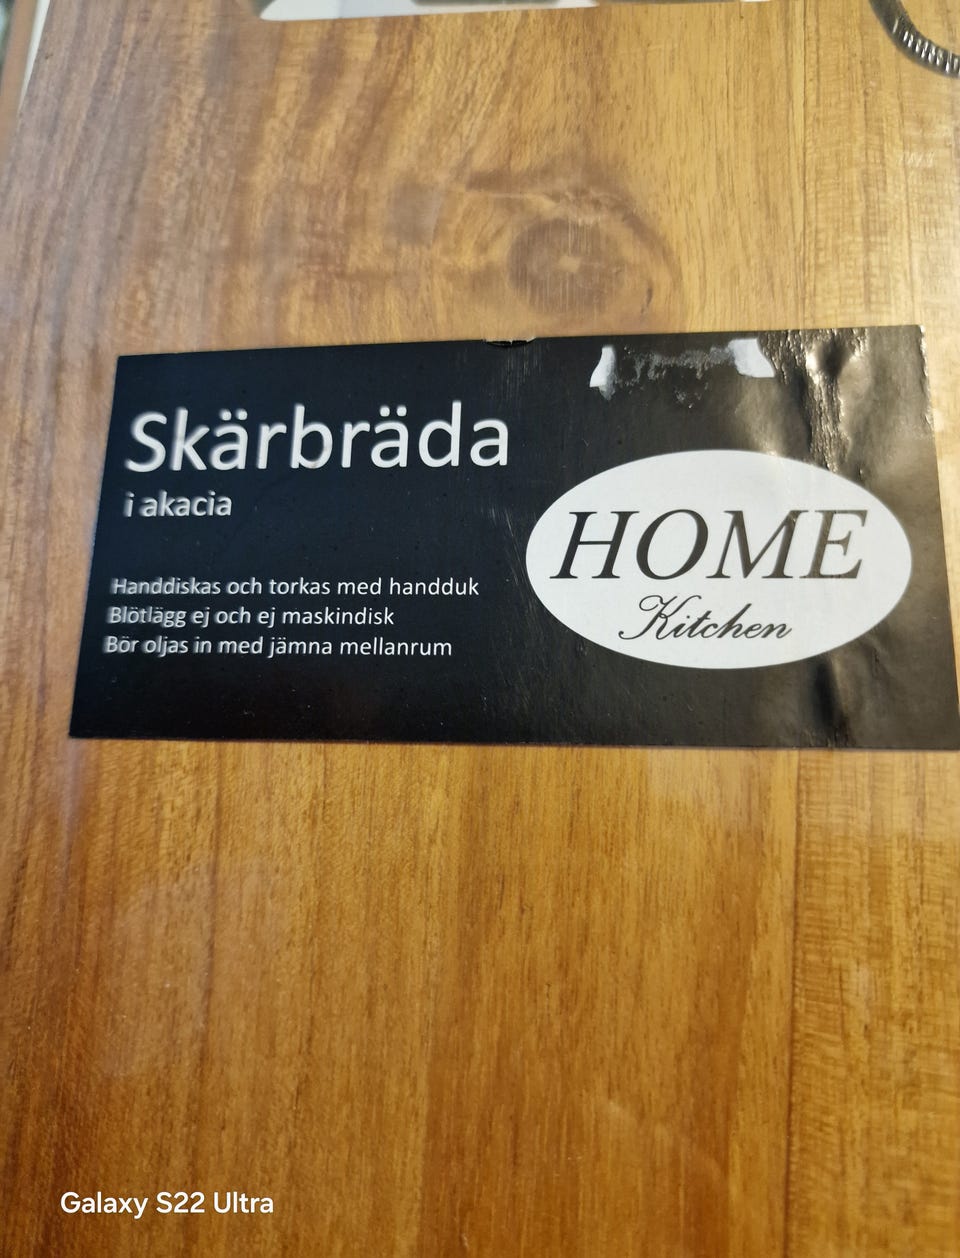 Skärbräda
i akacia
Handdiskas och torkas med handduk
Blötlägg ej och ej maskindisk
Bör oljas in med jämna mellanrum
HOME
Kitchen
Galaxy S22 Ultra